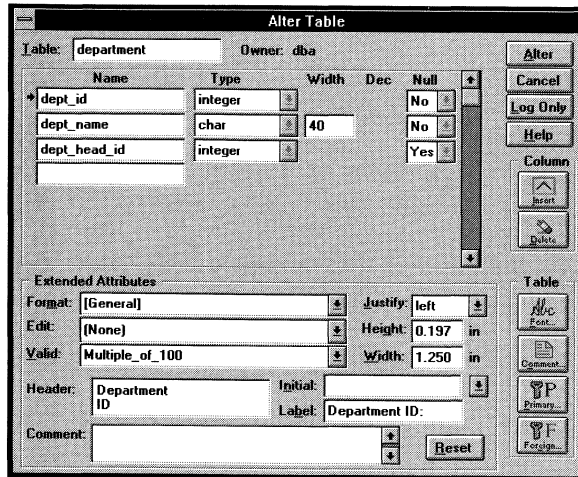 Alter Table
Table: department Owner: dba
Alter
Cancel
Log Only
Help
Name Type Width Dec Null
dept_id integer No
dept_name char 40 No
dept_head_id integer Yes
Column
Insert
Delete
Extended Attributes
Format: [General]
Justify: left
Edit: (None)
Height: 0.197 in
Valid: Multiple_of_100
Width: 1.250 in
Header: Department
ID
Initial:
Label: Department ID:
Comment:
Reset
Table
Abc
Font...
Comment...
P
Primary...
F
Foreign...